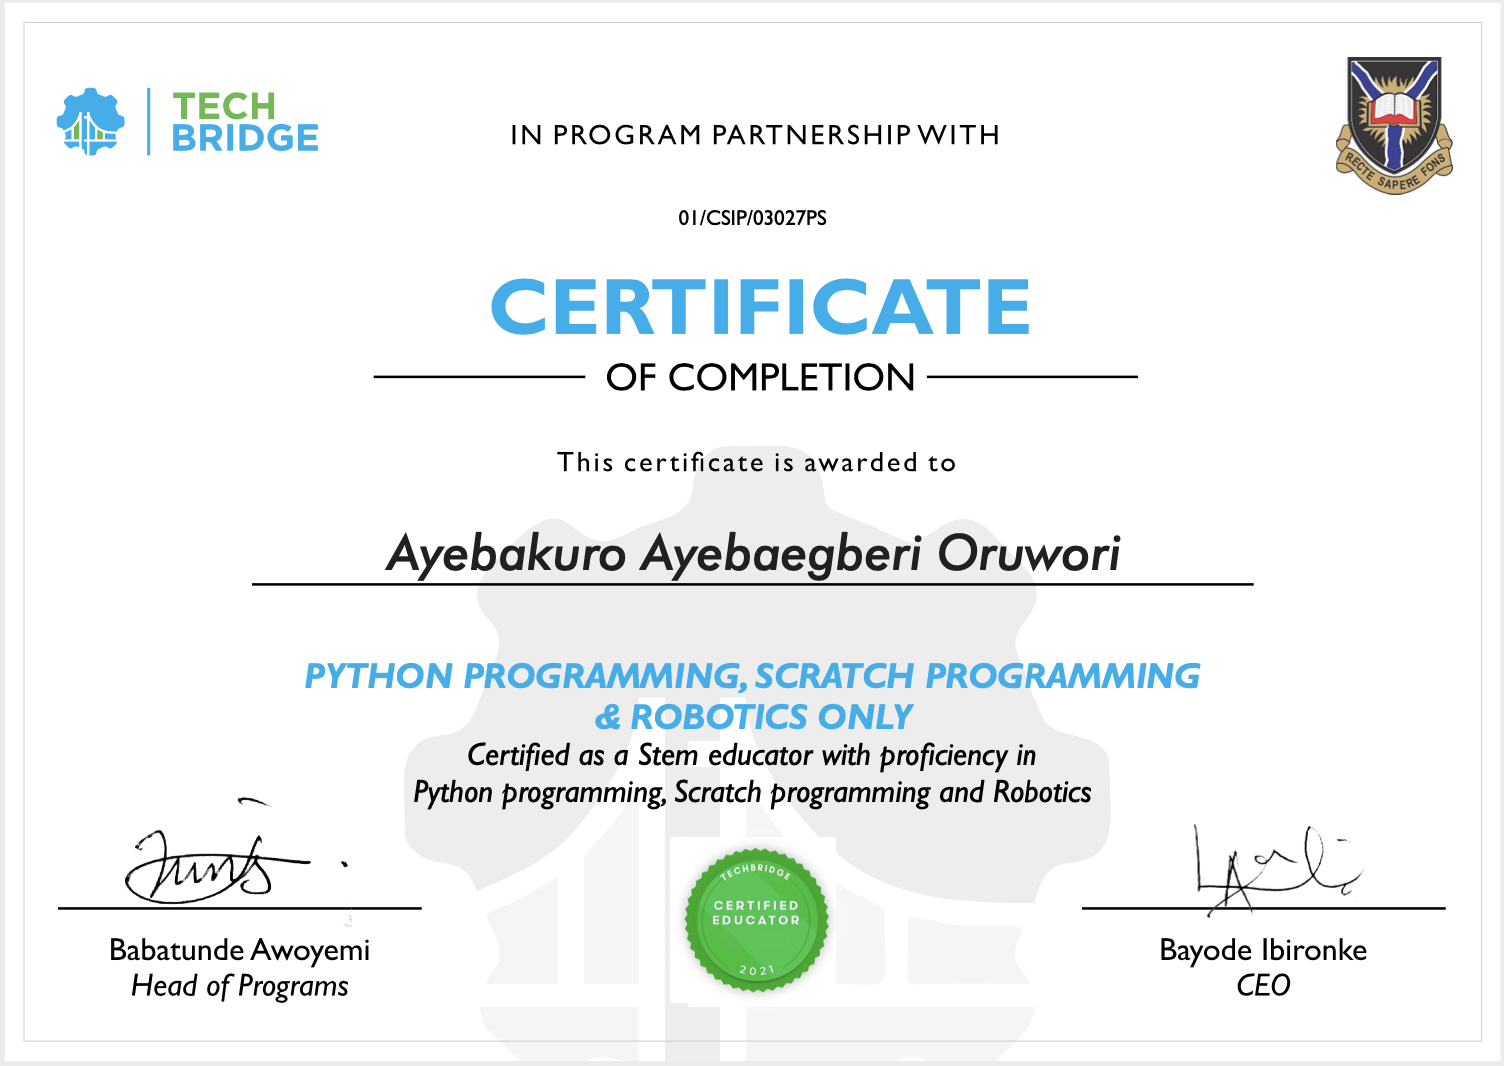 TECH
BRIDGE
IN PROGRAM PARTNERSHIP WITH
RECTE SAPERE FONS
01/CSIP/03027PS
CERTIFICATE
OF COMPLETION
This certificate is awarded to
Ayebakuro Ayebaegberi Oruwori
PYTHON PROGRAMMING, SCRATCH PROGRAMMING
& ROBOTICS ONLY
Certified as a Stem educator with proficiency in
Python programming, Scratch programming and Robotics
TECHBRIDGE
CERTIFIED
EDUCATOR
2021
Babatunde Awoyemi
Head of Programs
Bayode Ibironke
CEO